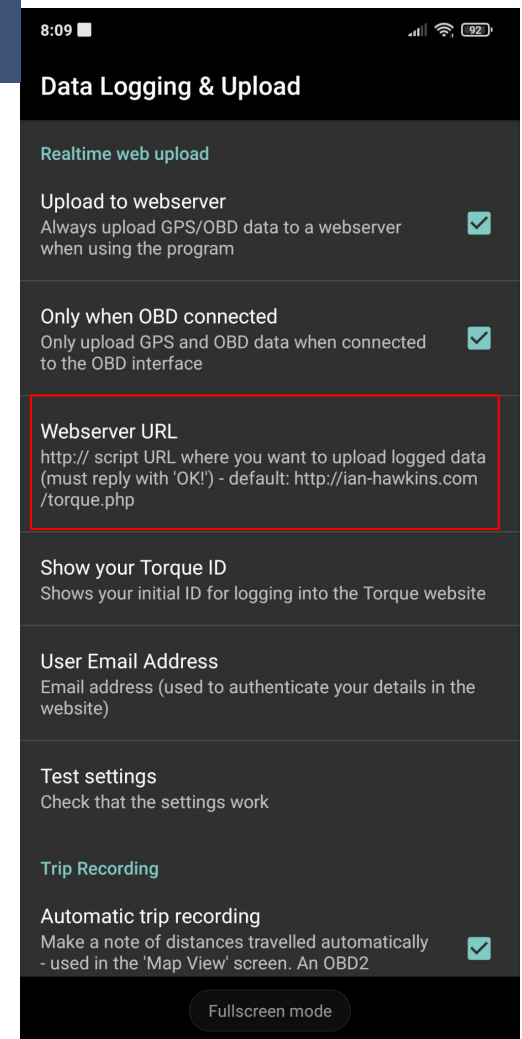 8:09
92
Data Logging & Upload
Realtime web upload
Upload to webserver
Always upload GPS/OBD data to a webserver
when using the program
Only when OBD connected
Only upload GPS and OBD data when connected
to the OBD interface
Webserver URL
http:// script URL where you want to upload logged data
(must reply with 'OK!') - default: http://ian-hawkins.com
/torque.php
Show your Torque ID
Shows your initial ID for logging into the Torque website
User Email Address
Email address (used to authenticate your details in the
website)
Test settings
Check that the settings work
Trip Recording
Automatic trip recording
Make a note of distances travelled automatically
- used in the 'Map View' screen. An OBD2
Fullscreen mode